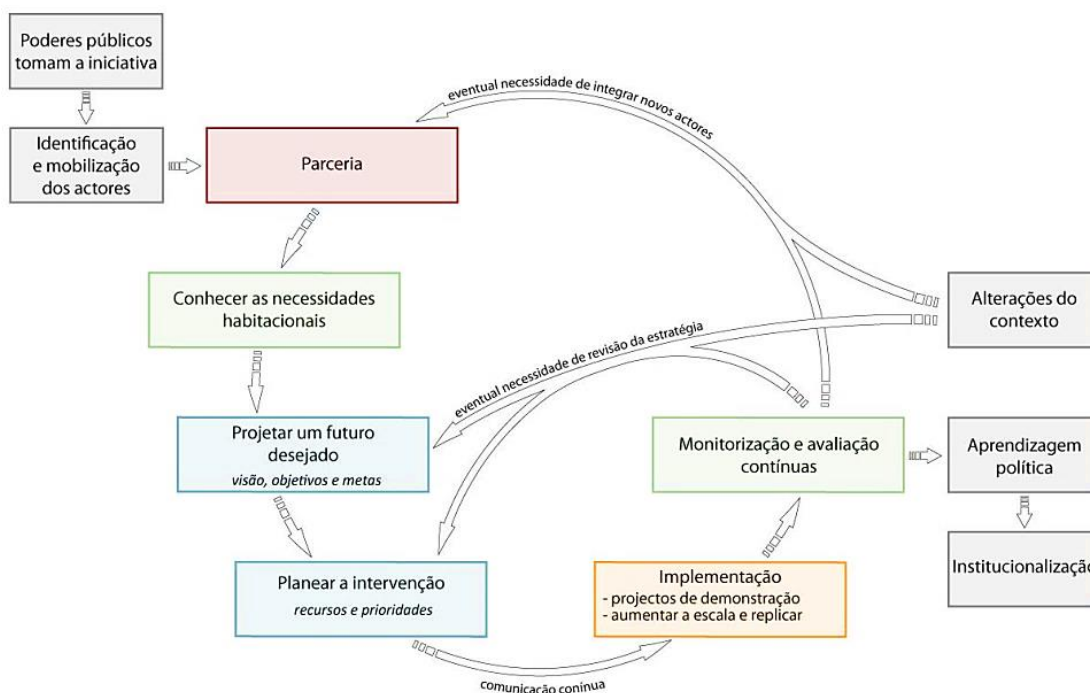 Poderes públicos
tomam a iniciativa
eventual necessidade de integrar novos actores
Identificação
e mobilização
dos actores
Parceria
Conhecer as necessidades
habitacionais
Alterações do
contexto
eventual necessidade de revisão da estratégia
Projetar um futuro
desejado
visão, objetivos e metas
Monitorização e avaliação
contínuas
Aprendizagem
política
Planear a intervenção
recursos e prioridades
Implementação
- projectos de demonstração
- aumentar a escala e replicar
Institucionalização
comunicação contínua